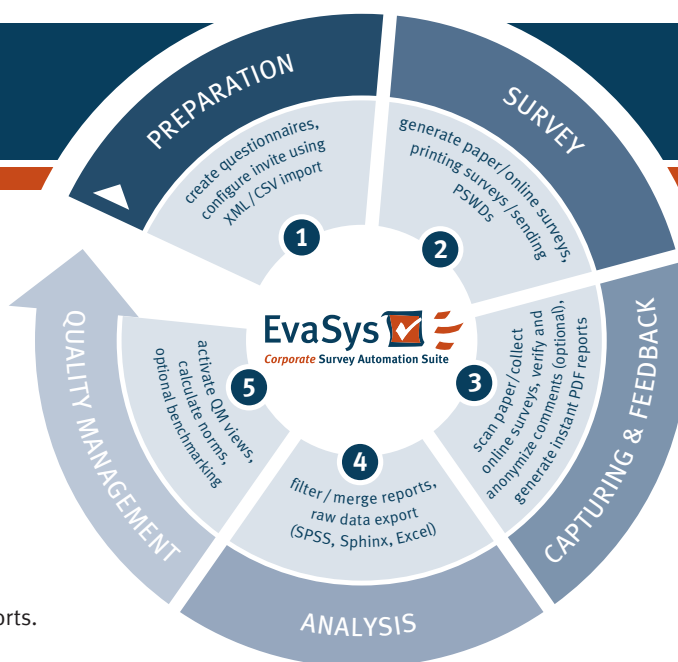 PREPARATION
create questionnaires,
configure invite using
XML/CSV import
1
SURVEY
generate paper/online surveys,
printing surveys/sending
PSWDs
2
CAPTURING & FEEDBACK
scan paper/collect
online surveys, verify and
anonymize comments (optional),
generate instant PDF reports
3
ANALYSIS
4
filter/merge reports,
raw data export
(SPSS, Sphinx, Excel)
QUALITY MANAGEMENT
5
activate QM views,
calculate norms,
optional benchmarking
EvaSys
Corporate Survey Automation Suite